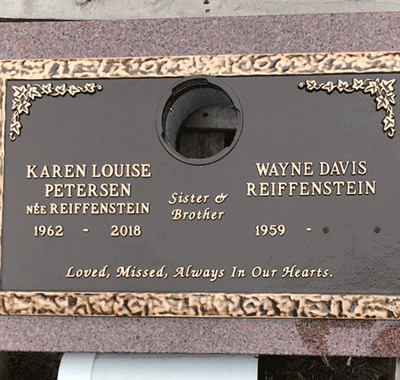 KAREN LOUISE
PETERSEN
NÉE REIFFENSTEIN
1962 - 2018
Sister &
Brother
WAYNE DAVIS
REIFFENSTEIN
1959 -
Loved, Missed, Always In Our Hearts.